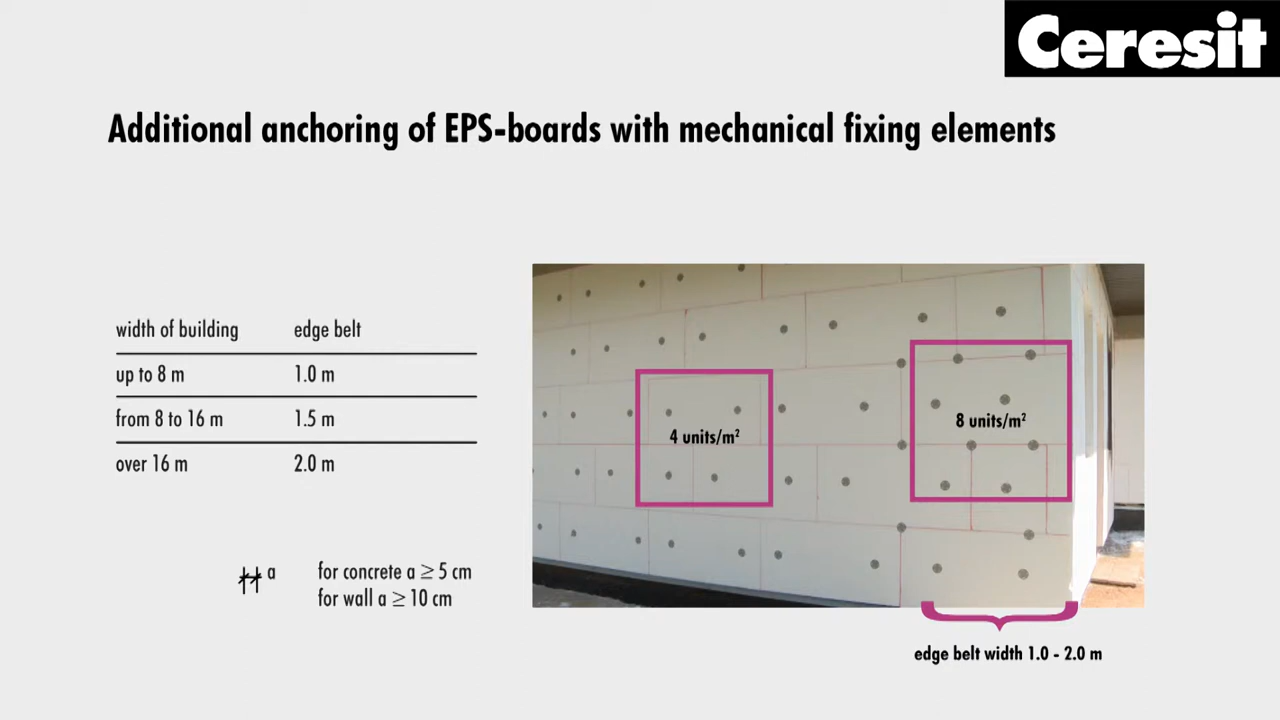 Ceresit
Additional anchoring of EPS-boards with mechanical fixing elements
width of building edge belt
up to 8 m 1.0 m
from 8 to 16 m 1.5 m
over 16 m 2.0 m
a for concrete a ≥ 5 cm
for wall a ≥ 10 cm
4 units/m²
8 units/m²
edge belt width 1.0 - 2.0 m